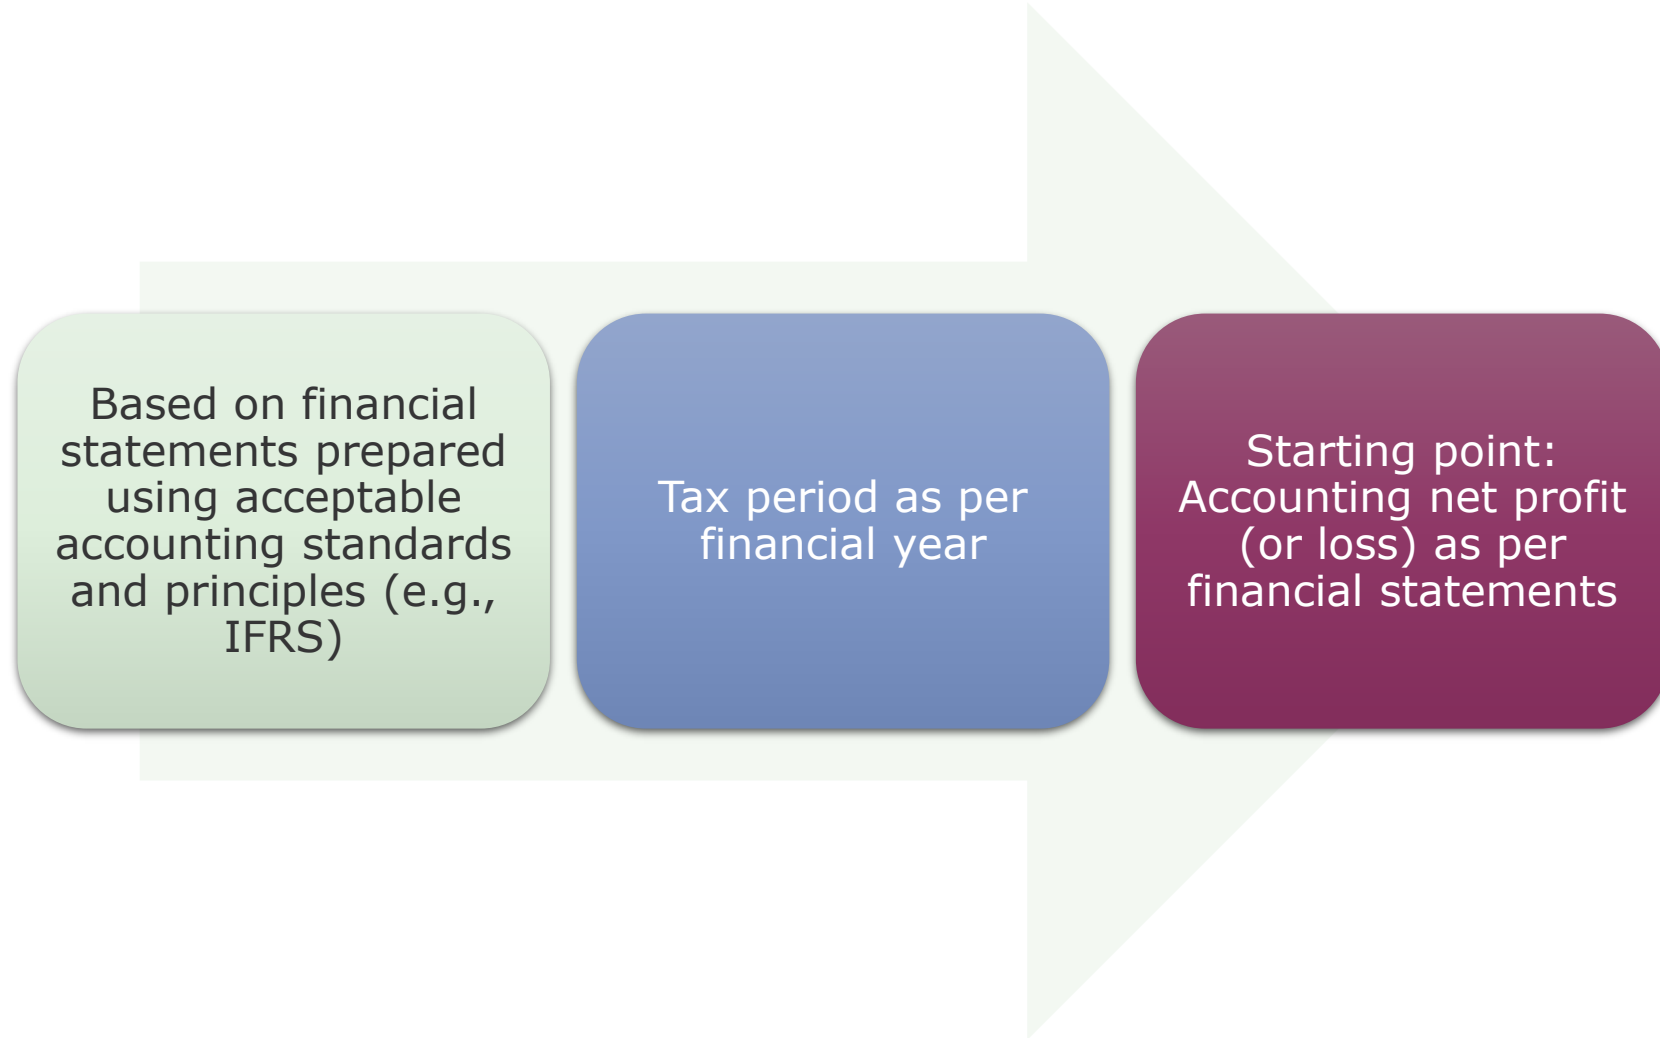 Based on financial
statements prepared
using acceptable
accounting standards
and principles (e.g.,
IFRS)
Tax period as per
financial year
Starting point:
Accounting net profit
(or loss) as per
financial statements